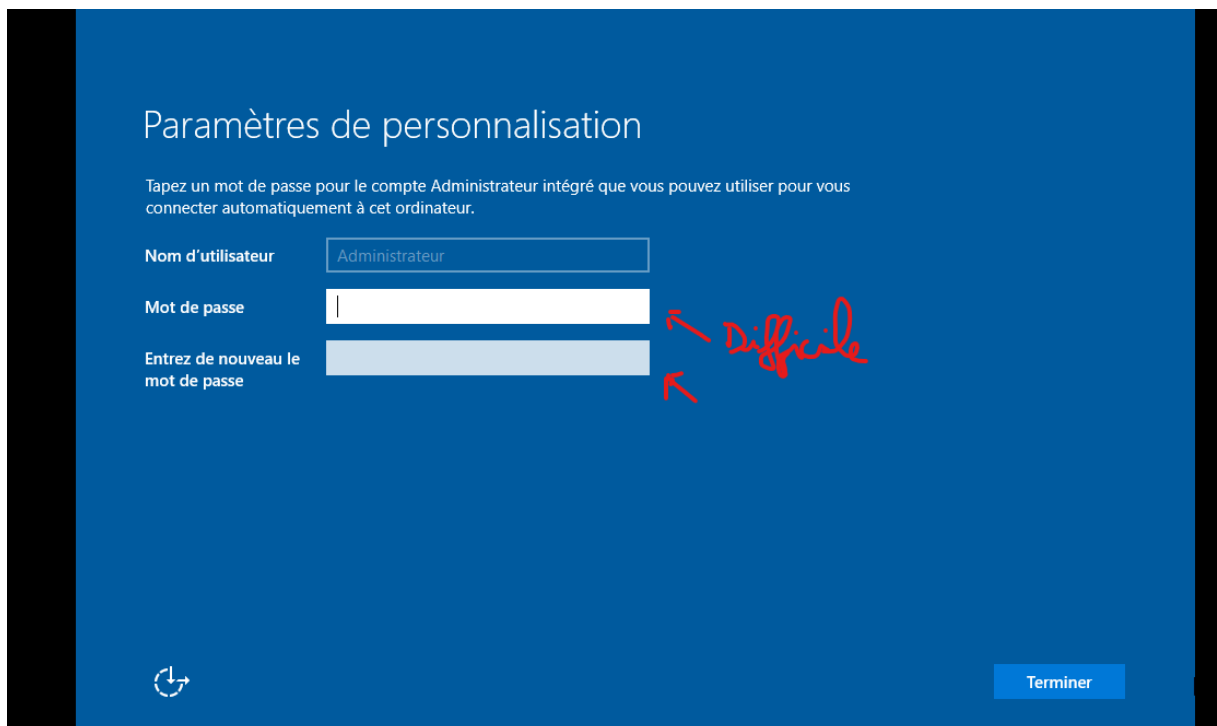 Paramètres de personnalisation
Tapez un mot de passe pour le compte Administrateur intégré que vous pouvez utiliser pour vous
connecter automatiquement à cet ordinateur.
Nom d'utilisateur
Administrateur
Mot de passe
Difficile
Entrez de nouveau le
mot de passe
Terminer